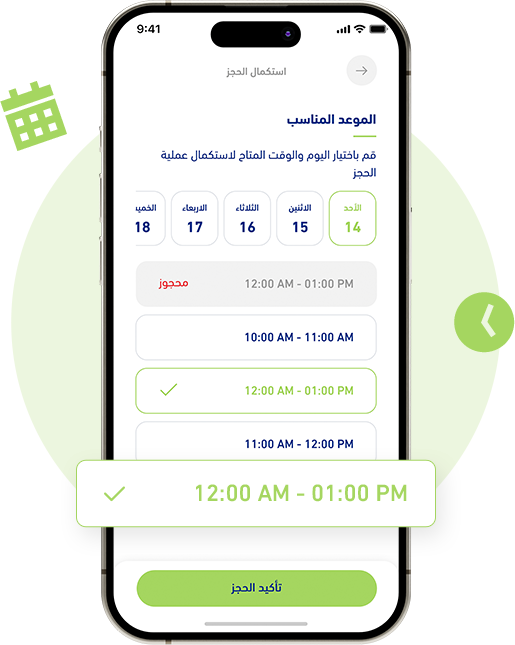 9:41
استكمال الحجز
الموعد المناسب
قم باختيار اليوم والوقت المتاح لاستكمال عملية
الحجز
الأحد الاثنين الثلاثاء الاربعاء الخميس
14 15 16 17 18
12:00 AM - 01:00 PM محجوز
10:00 AM - 11:00 AM
12:00 AM - 01:00 PM
11:00 AM - 12:00 PM
12:00 AM - 01:00 PM
تأكيد الحجز